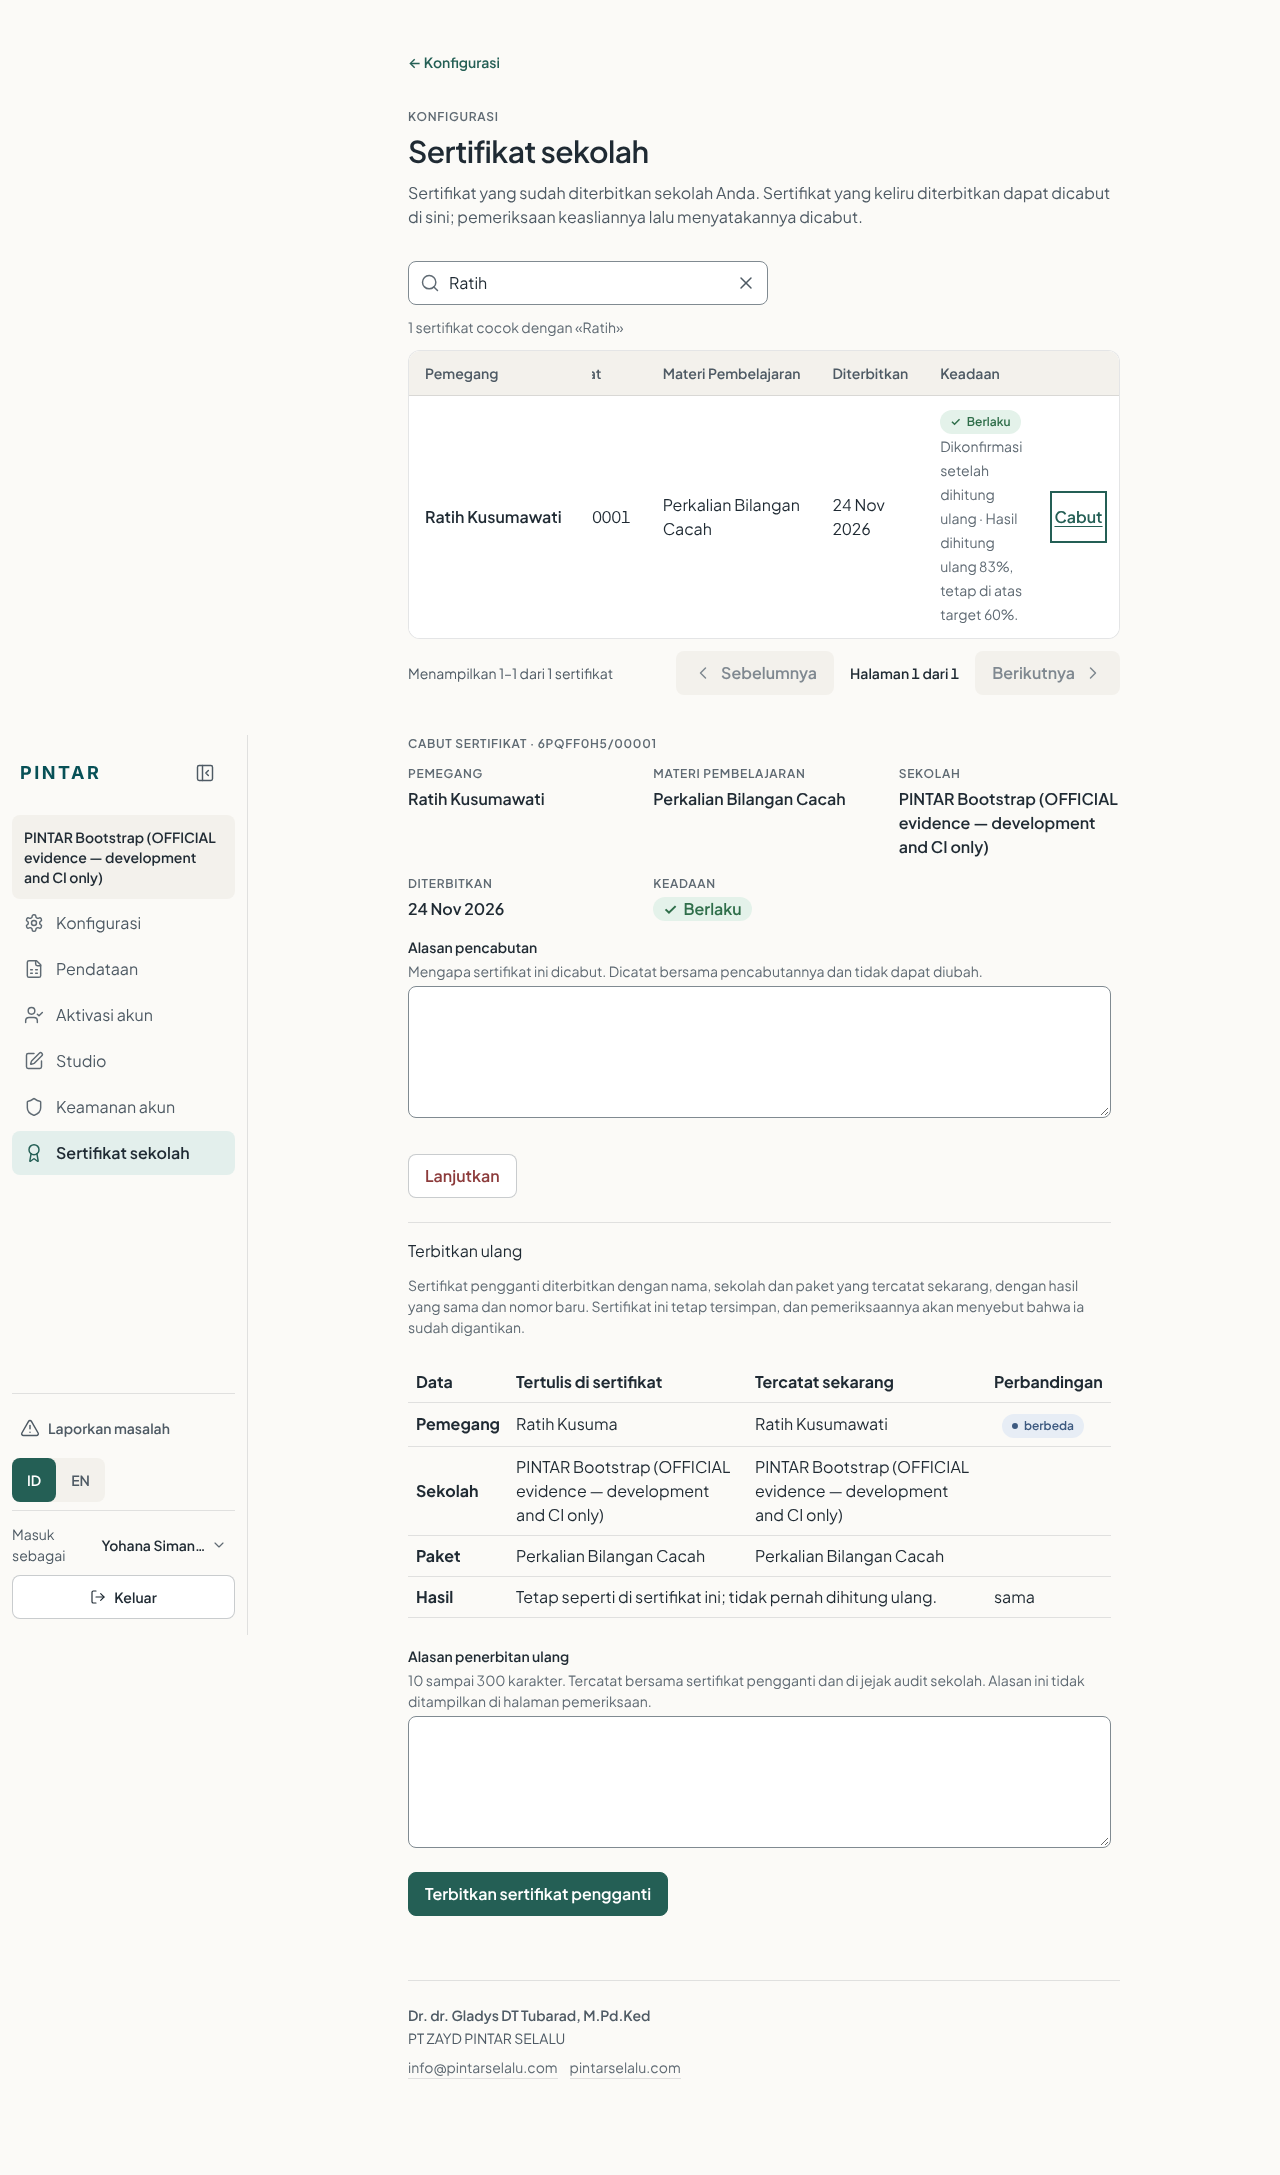 ← Konfigurasi
KONFIGURASI
Sertifikat sekolah
Sertifikat yang sudah diterbitkan sekolah Anda. Sertifikat yang keliru diterbitkan dapat dicabut
di sini; pemeriksaan keasliannya lalu menyatakannya dicabut.
Ratih
1 sertifikat cocok dengan «Ratih»
Pemegang at Materi Pembelajaran Diterbitkan Keadaan
Berlaku
Dikonfirmasi
setelah
dihitung
ulang · Hasil
dihitung
ulang 83%,
tetap di atas
target 60%.
Ratih Kusumawati 0001 Perkalian Bilangan
Cacah
24 Nov
2026
Cabut
Menampilkan 1–1 dari 1 sertifikat
Sebelumnya
Halaman 1 dari 1
Berikutnya
PINTAR
PINTAR Bootstrap (OFFICIAL
evidence — development
and CI only)
Konfigurasi
Pendataan
Aktivasi akun
Studio
Keamanan akun
Sertifikat sekolah
Laporkan masalah
ID EN
Masuk
sebagai
Yohana Siman...
Keluar
CABUT SERTIFIKAT · 6PQFF0H5/00001
PEMEGANG
Ratih Kusumawati
MATERI PEMBELAJARAN
Perkalian Bilangan Cacah
SEKOLAH
PINTAR Bootstrap (OFFICIAL
evidence — development
and CI only)
DITERBITKAN
24 Nov 2026
KEADAAN
Berlaku
Alasan pencabutan
Mengapa sertifikat ini dicabut. Dicatat bersama pencabutannya dan tidak dapat diubah.
Lanjutkan
Terbitkan ulang
Sertifikat pengganti diterbitkan dengan nama, sekolah dan paket yang tercatat sekarang, dengan hasil
yang sama dan nomor baru. Sertifikat ini tetap tersimpan, dan pemeriksaannya akan menyebut bahwa ia
sudah digantikan.
Data Tertulis di sertifikat Tercatat sekarang Perbandingan
Pemegang Ratih Kusuma Ratih Kusumawati berbeda
Sekolah
PINTAR Bootstrap (OFFICIAL
evidence — development
and CI only)
PINTAR Bootstrap (OFFICIAL
evidence — development
and CI only)
Paket Perkalian Bilangan Cacah Perkalian Bilangan Cacah
Hasil Tetap seperti di sertifikat ini; tidak pernah dihitung ulang. sama
Alasan penerbitan ulang
10 sampai 300 karakter. Tercatat bersama sertifikat pengganti dan di jejak audit sekolah. Alasan ini tidak
ditampilkan di halaman pemeriksaan.
Terbitkan sertifikat pengganti
Dr. dr. Gladys DT Tubarad, M.Pd.Ked
PT ZAYD PINTAR SELALU
info@pintarselalu.com pintarselalu.com